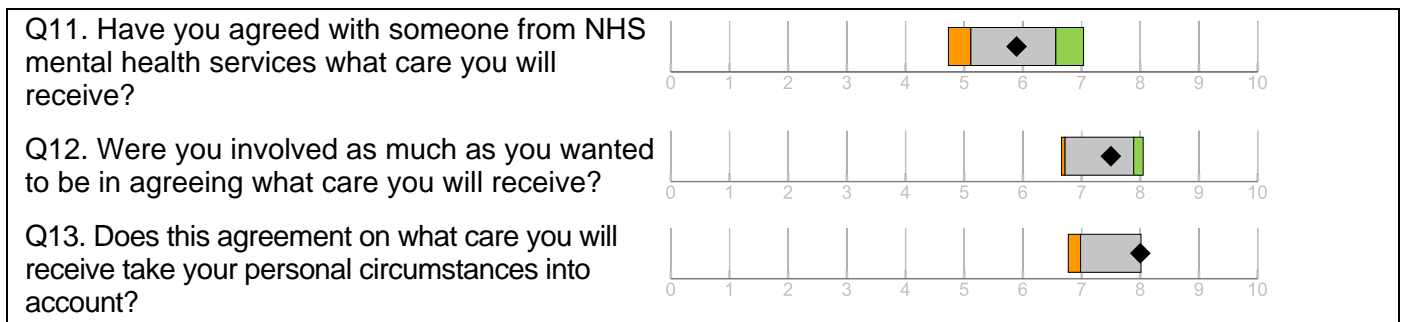 Q11. Have you agreed with someone from NHS
mental health services what care you will
receive?
0 1 2 3 4 5 6 7 8 9 10
Q12. Were you involved as much as you wanted
to be in agreeing what care you will receive?
0 1 2 3 4 5 6 7 8 9 10
Q13. Does this agreement on what care you will
receive take your personal circumstances into
account?
0 1 2 3 4 5 6 7 8 9 10